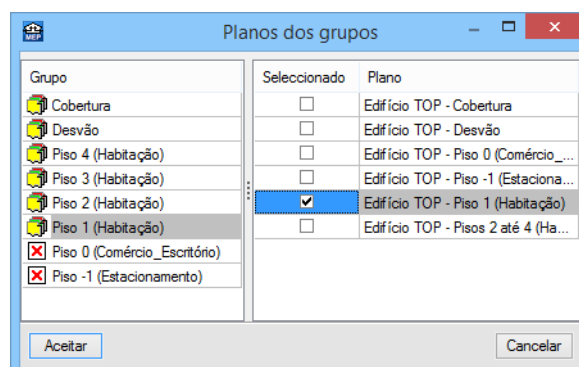 MEP
Planos dos grupos
Grupo
Cobertura
Desvão
Piso 4 (Habitação)
Piso 3 (Habitação)
Piso 2 (Habitação)
Piso 1 (Habitação)
Piso 0 (Comércio_Escritório)
Piso -1 (Estacionamento)
Seleccionado Plano
Edifício TOP - Cobertura
Edifício TOP - Desvão
Edifício TOP - Piso 0 (Comércio_...
Edifício TOP - Piso -1 (Estaciona...
Edifício TOP - Piso 1 (Habitação)
Edifício TOP - Pisos 2 até 4 (Ha...
Aceitar
Cancelar